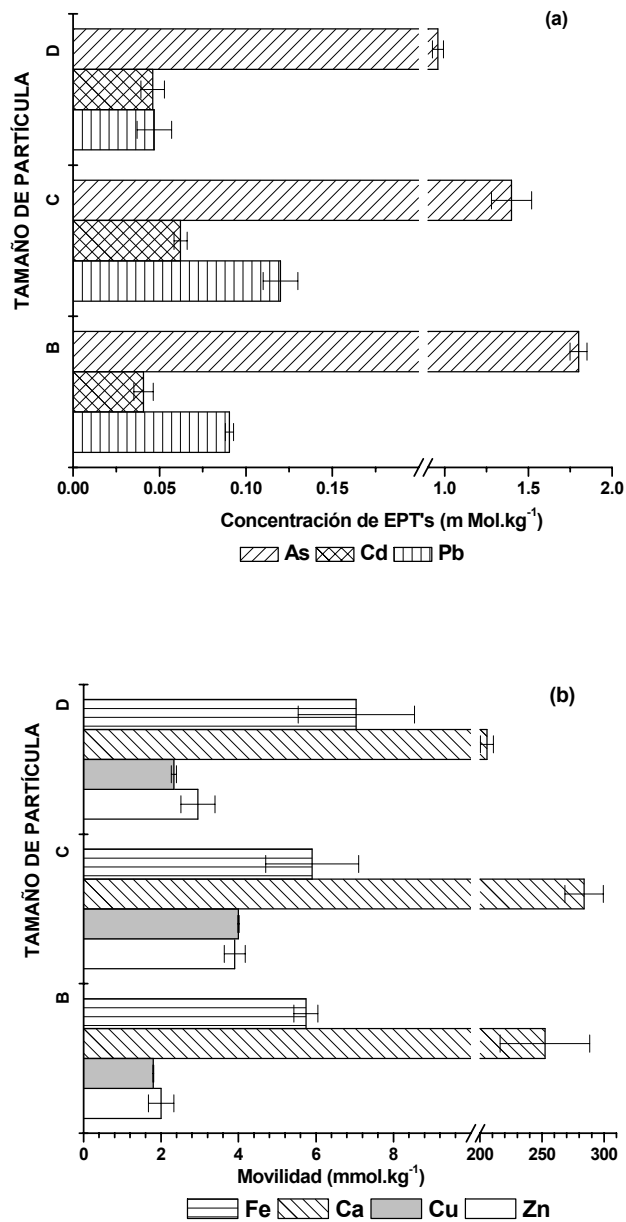 (a)
TAMAÑO DE PARTÍCULA
D
C
B
0.00 0.05 0.10 0.15 1.0 1.5 2.0
Concentración de EPT's (m Mol.kg⁻¹)
As Cd Pb
(b)
TAMAÑO DE PARTÍCULA
D
C
B
0 2 4 6 8 200 250 300
Movilidad (mmol.kg⁻¹)
Fe Ca Cu Zn